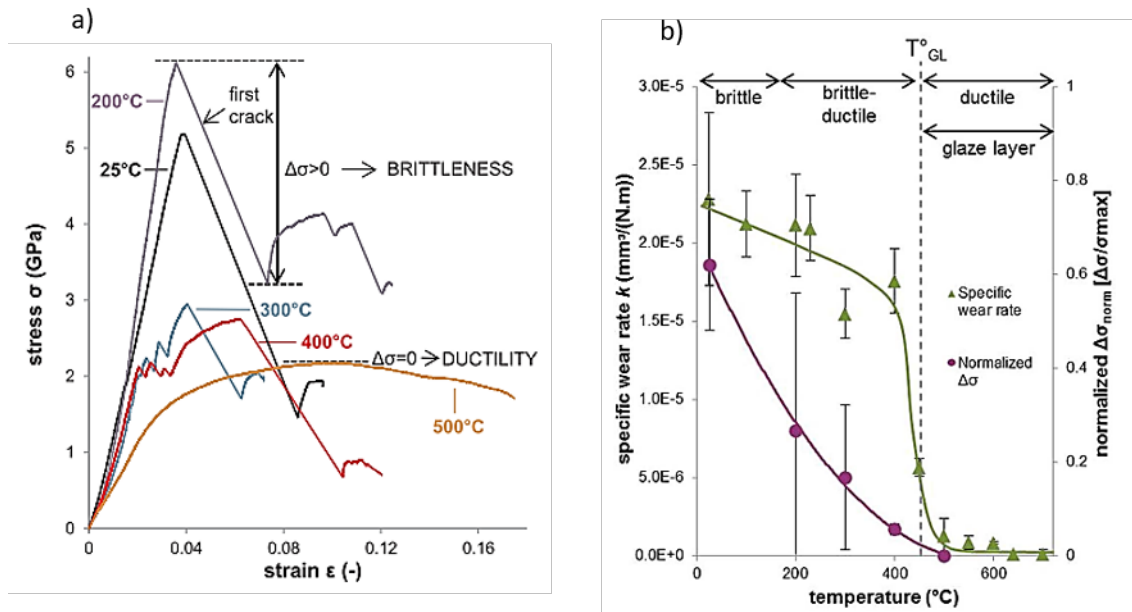 a)
6
5
4
3
2
1
0
stress σ (GPa)
200°C
25°C
first
crack
Δσ>0 → BRITTLENESS
300°C
400°C
Δσ=0 → DUCTILITY
500°C
0
0.04
0.08
0.12
0.16
strain ε (-)
b)
T°GL
3.0E-5
2.5E-5
2.0E-5
1.5E-5
1.0E-5
5.0E-6
0.0E+0
specific wear rate k (mm³/(N.m))
brittle
brittle-
ductile
ductile
glaze layer
Specific
wear rate
Normalized
Δσ
1
0.8
0.6
0.4
0.2
0
normalized Δσnorm [Δσ/σmax]
0
200
400
600
temperature (°C)